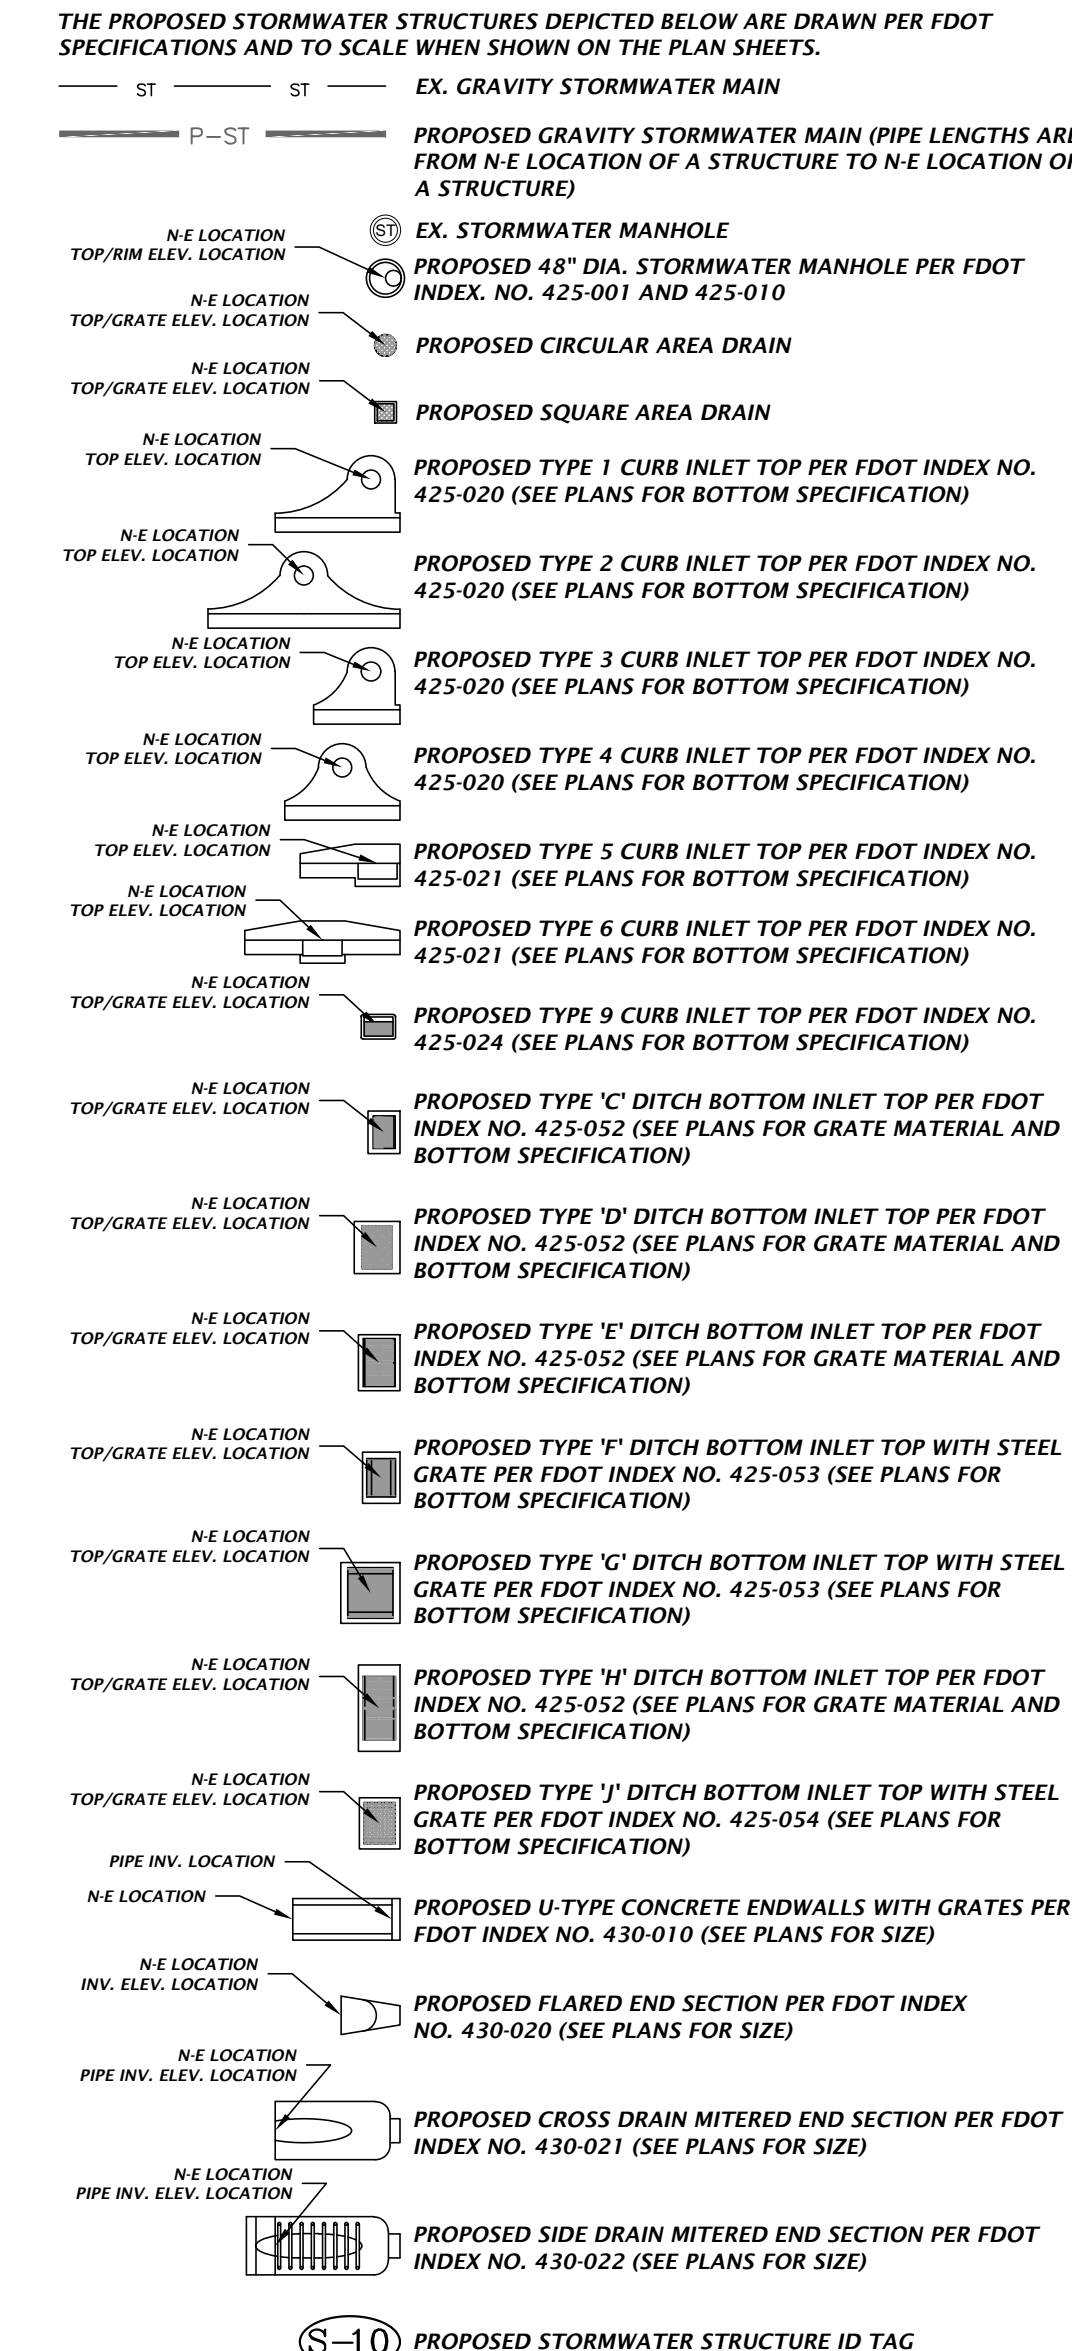 THE PROPOSED STORMWATER STRUCTURES DEPICTED BELOW ARE DRAWN PER FDOT
SPECIFICATIONS AND TO SCALE WHEN SHOWN ON THE PLAN SHEETS.
ST ST EX. GRAVITY STORMWATER MAIN
P-ST
PROPOSED GRAVITY STORMWATER MAIN (PIPE LENGTHS ARE
FROM N-E LOCATION OF A STRUCTURE TO N-E LOCATION OF
A STRUCTURE)
ST EX. STORMWATER MANHOLE
N-E LOCATION
TOP/RIM ELEV. LOCATION
PROPOSED 48" DIA. STORMWATER MANHOLE PER FDOT
INDEX. NO. 425-001 AND 425-010
N-E LOCATION
TOP/GRATE ELEV. LOCATION
PROPOSED CIRCULAR AREA DRAIN
N-E LOCATION
TOP/GRATE ELEV. LOCATION
PROPOSED SQUARE AREA DRAIN
N-E LOCATION
TOP ELEV. LOCATION
PROPOSED TYPE 1 CURB INLET TOP PER FDOT INDEX NO.
425-020 (SEE PLANS FOR BOTTOM SPECIFICATION)
N-E LOCATION
TOP ELEV. LOCATION
PROPOSED TYPE 2 CURB INLET TOP PER FDOT INDEX NO.
425-020 (SEE PLANS FOR BOTTOM SPECIFICATION)
N-E LOCATION
TOP ELEV. LOCATION
PROPOSED TYPE 3 CURB INLET TOP PER FDOT INDEX NO.
425-020 (SEE PLANS FOR BOTTOM SPECIFICATION)
N-E LOCATION
TOP ELEV. LOCATION
PROPOSED TYPE 4 CURB INLET TOP PER FDOT INDEX NO.
425-020 (SEE PLANS FOR BOTTOM SPECIFICATION)
N-E LOCATION
TOP ELEV. LOCATION
PROPOSED TYPE 5 CURB INLET TOP PER FDOT INDEX NO.
425-021 (SEE PLANS FOR BOTTOM SPECIFICATION)
N-E LOCATION
TOP ELEV. LOCATION
PROPOSED TYPE 6 CURB INLET TOP PER FDOT INDEX NO.
425-021 (SEE PLANS FOR BOTTOM SPECIFICATION)
N-E LOCATION
TOP/GRATE ELEV. LOCATION
PROPOSED TYPE 9 CURB INLET TOP PER FDOT INDEX NO.
425-024 (SEE PLANS FOR BOTTOM SPECIFICATION)
N-E LOCATION
TOP/GRATE ELEV. LOCATION
PROPOSED TYPE 'C' DITCH BOTTOM INLET TOP PER FDOT
INDEX NO. 425-052 (SEE PLANS FOR GRATE MATERIAL AND
BOTTOM SPECIFICATION)
N-E LOCATION
TOP/GRATE ELEV. LOCATION
PROPOSED TYPE 'D' DITCH BOTTOM INLET TOP PER FDOT
INDEX NO. 425-052 (SEE PLANS FOR GRATE MATERIAL AND
BOTTOM SPECIFICATION)
N-E LOCATION
TOP/GRATE ELEV. LOCATION
PROPOSED TYPE 'E' DITCH BOTTOM INLET TOP PER FDOT
INDEX NO. 425-052 (SEE PLANS FOR GRATE MATERIAL AND
BOTTOM SPECIFICATION)
N-E LOCATION
TOP/GRATE ELEV. LOCATION
PROPOSED TYPE 'F' DITCH BOTTOM INLET TOP WITH STEEL
GRATE PER FDOT INDEX NO. 425-053 (SEE PLANS FOR
BOTTOM SPECIFICATION)
N-E LOCATION
TOP/GRATE ELEV. LOCATION
PROPOSED TYPE 'G' DITCH BOTTOM INLET TOP WITH STEEL
GRATE PER FDOT INDEX NO. 425-053 (SEE PLANS FOR
BOTTOM SPECIFICATION)
N-E LOCATION
TOP/GRATE ELEV. LOCATION
PROPOSED TYPE 'H' DITCH BOTTOM INLET TOP PER FDOT
INDEX NO. 425-052 (SEE PLANS FOR GRATE MATERIAL AND
BOTTOM SPECIFICATION)
N-E LOCATION
TOP/GRATE ELEV. LOCATION
PROPOSED TYPE 'J' DITCH BOTTOM INLET TOP WITH STEEL
GRATE PER FDOT INDEX NO. 425-054 (SEE PLANS FOR
BOTTOM SPECIFICATION)
PIPE INV. LOCATION
N-E LOCATION
PROPOSED U-TYPE CONCRETE ENDWALLS WITH GRATES PER
FDOT INDEX NO. 430-010 (SEE PLANS FOR SIZE)
N-E LOCATION
INV. ELEV. LOCATION
PROPOSED FLARED END SECTION PER FDOT INDEX
NO. 430-020 (SEE PLANS FOR SIZE)
N-E LOCATION
PIPE INV. ELEV. LOCATION
PROPOSED CROSS DRAIN MITERED END SECTION PER FDOT
INDEX NO. 430-021 (SEE PLANS FOR SIZE)
N-E LOCATION
PIPE INV. ELEV. LOCATION
PROPOSED SIDE DRAIN MITERED END SECTION PER FDOT
INDEX NO. 430-022 (SEE PLANS FOR SIZE)
S-10 PROPOSED STORMWATER STRUCTURE ID TAG